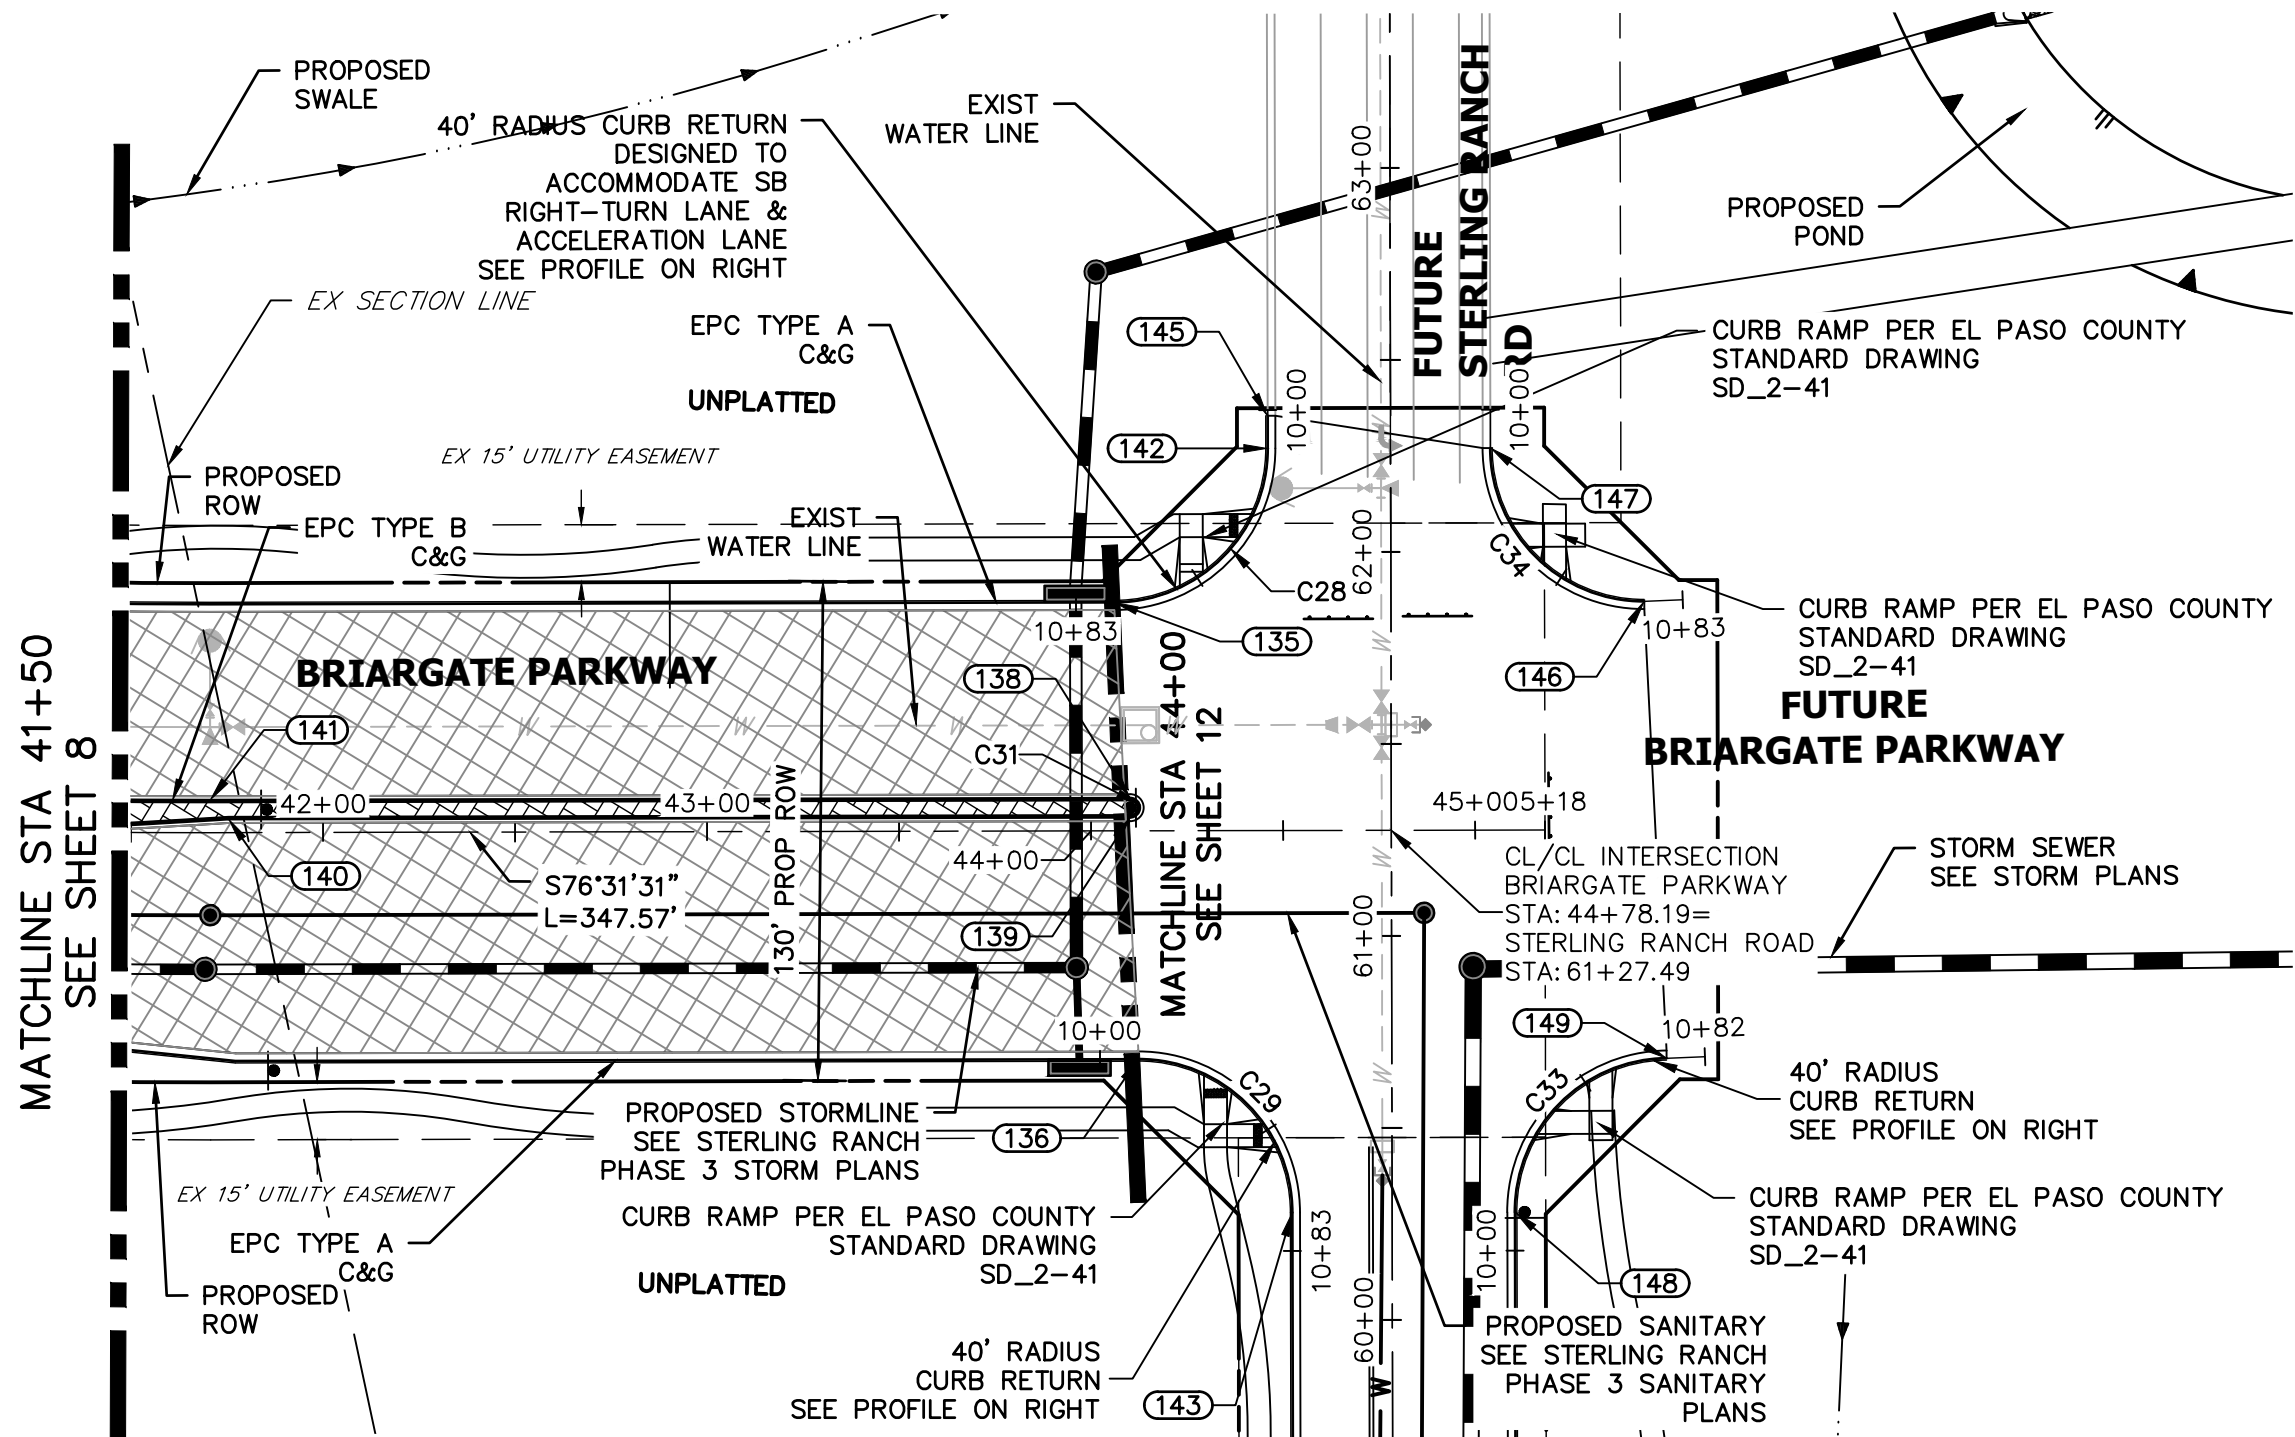 PROPOSED
SWALE
40' RADIUS CURB RETURN
DESIGNED TO
ACCOMMODATE SB
RIGHT-TURN LANE &
ACCELERATION LANE
SEE PROFILE ON RIGHT
EXIST
WATER LINE
63+00
FUTURE
STERLING RANCH
RD
PROPOSED
POND
EX SECTION LINE
EPC TYPE A
C&G
UNPLATTED
145
142
10+00
10+00
CURB RAMP PER EL PASO COUNTY
STANDARD DRAWING
SD_2-41
EX 15' UTILITY EASEMENT
PROPOSED
ROW
EPC TYPE B
C&G
EXIST
WATER LINE
147
C34
62+00
C28
CURB RAMP PER EL PASO COUNTY
STANDARD DRAWING
SD_2-41
10+83
135
10+83
146
138
BRIARGATE PARKWAY
FUTURE
BRIARGATE PARKWAY
MATCHLINE STA 41+50
SEE SHEET 8
MATCHLINE STA 44+00
SEE SHEET 12
W
W
W
W
W
W
W
W
W
141
C31
42+00
43+00
130' PROP ROW
45+00
5+18
140
44+00
S76°31'31"
L=347.57'
139
61+00
CL/CL INTERSECTION
BRIARGATE PARKWAY
STA: 44+78.19=
STERLING RANCH ROAD
STA: 61+27.49
STORM SEWER
SEE STORM PLANS
10+00
149
10+82
C29
C33
40' RADIUS
CURB RETURN
SEE PROFILE ON RIGHT
PROPOSED STORMLINE
SEE STERLING RANCH
PHASE 3 STORM PLANS
136
EX 15' UTILITY EASEMENT
CURB RAMP PER EL PASO COUNTY
STANDARD DRAWING
SD_2-41
CURB RAMP PER EL PASO COUNTY
STANDARD DRAWING
SD_2-41
EPC TYPE A
C&G
UNPLATTED
PROPOSED
ROW
10+83
10+00
148
60+00
PROPOSED SANITARY
SEE STERLING RANCH
PHASE 3 SANITARY
PLANS
40' RADIUS
CURB RETURN
SEE PROFILE ON RIGHT
143
W